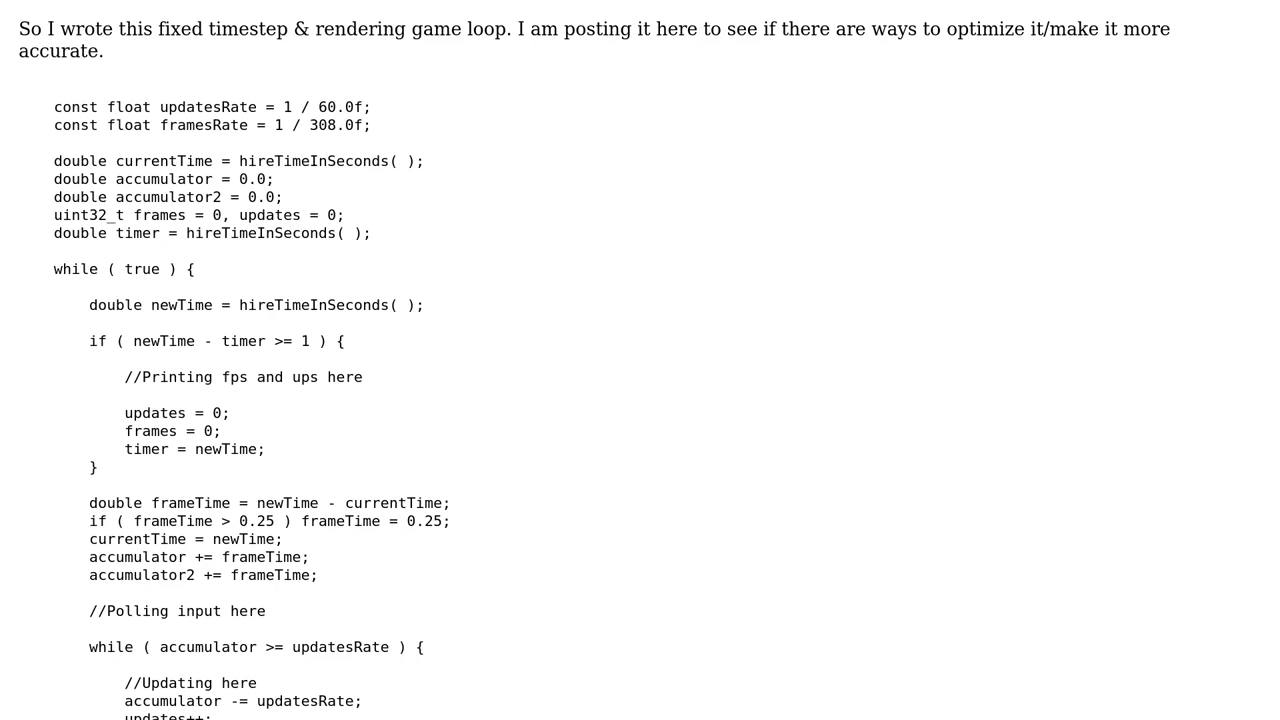 So I wrote this fixed timestep & rendering game loop. I am posting it here to see if there are ways to optimize it/make it more
accurate.
const float updatesRate = 1 / 60.0f;
const float framesRate = 1 / 308.0f;
double currentTime = hireTimeInSeconds( );
double accumulator = 0.0;
double accumulator2 = 0.0;
uint32_t frames = 0, updates = 0;
double timer = hireTimeInSeconds( );
while ( true ) {
double newTime = hireTimeInSeconds( );
if ( newTime - timer >= 1 ) {
//Printing fps and ups here
updates = 0;
frames = 0;
timer = newTime;
}
double frameTime = newTime - currentTime;
if ( frameTime > 0.25 ) frameTime = 0.25;
currentTime = newTime;
accumulator += frameTime;
accumulator2 += frameTime;
//Polling input here
while ( accumulator >= updatesRate ) {
//Updating here
accumulator -= updatesRate;
updates++;